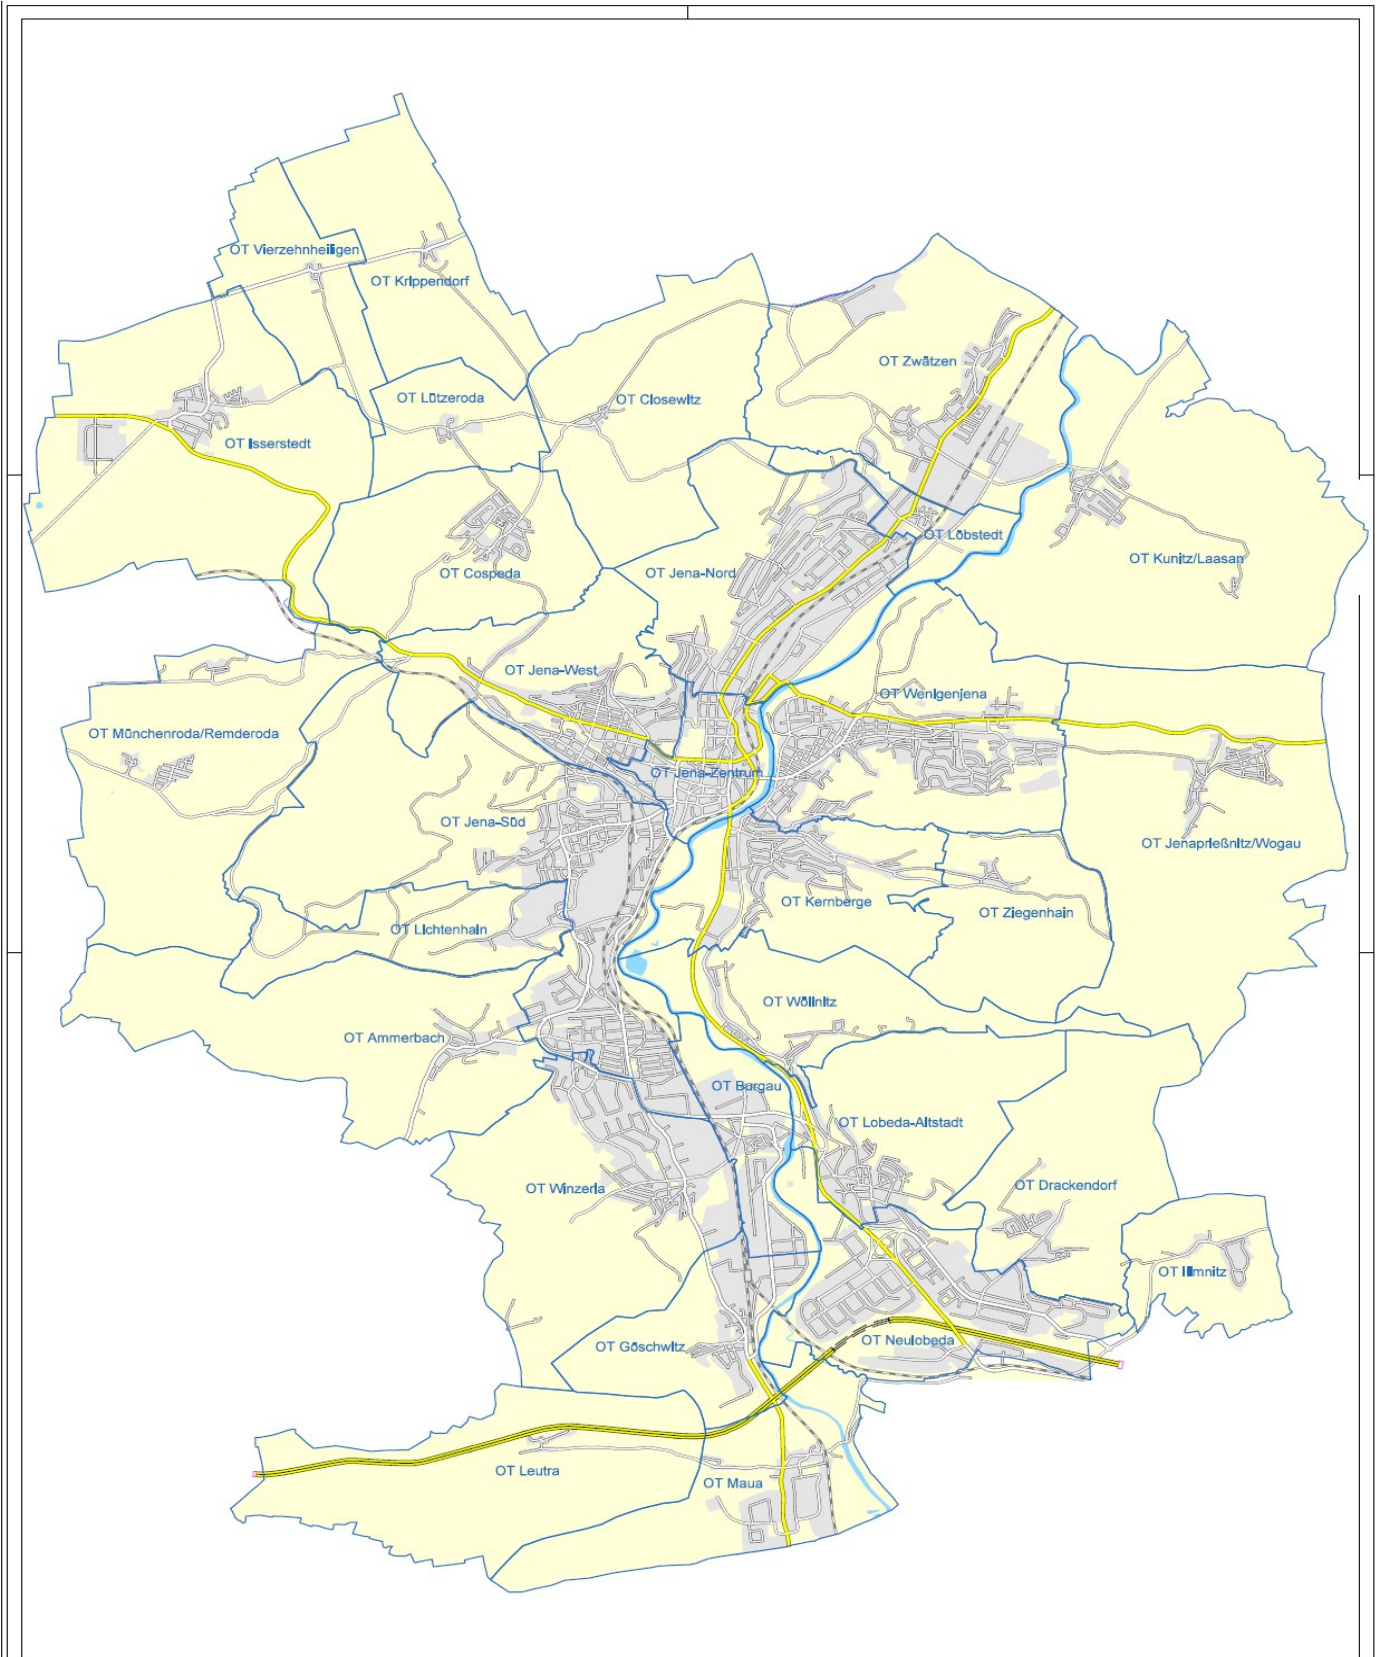 OT Vierzehnheiligen
OT Krippendorf
OT Zwätzen
OT Lützeroda
OT Closewitz
OT Isserstedt
OT Löbstedt
OT Kunitz/Laasan
OT Cospeda
OT Jena-Nord
OT Jena-West
OT Wenigenjena
OT Münchenroda/Remderoda
OT Jena-Zentrum
OT Jena-Süd
OT Jenaprießnitz/Wogau
OT Kernberge
OT Ziegenhain
OT Lichtenhain
OT Wöllnitz
OT Ammerbach
OT Burgau
OT Lobeda-Altstadt
OT Winzerla
OT Drackendorf
OT Ilmnitz
OT Göschwitz
OT Neulobeda
OT Leutra
OT Maua